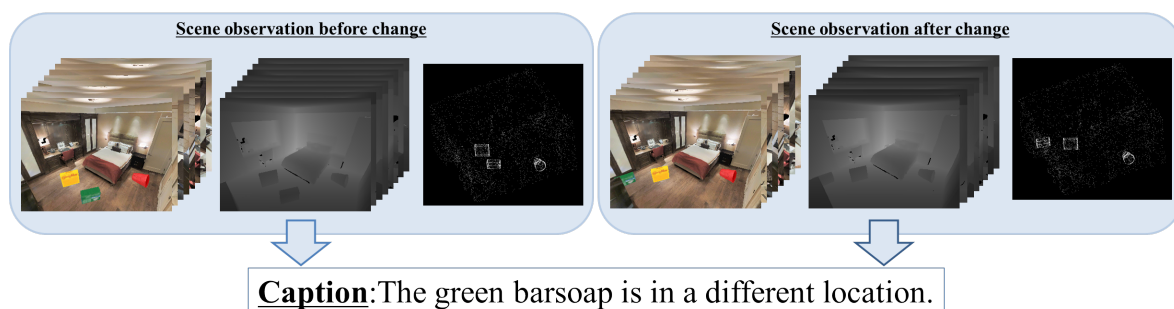 Scene observation before change
Scene observation after change
Caption:The green barsoap is in a different location.